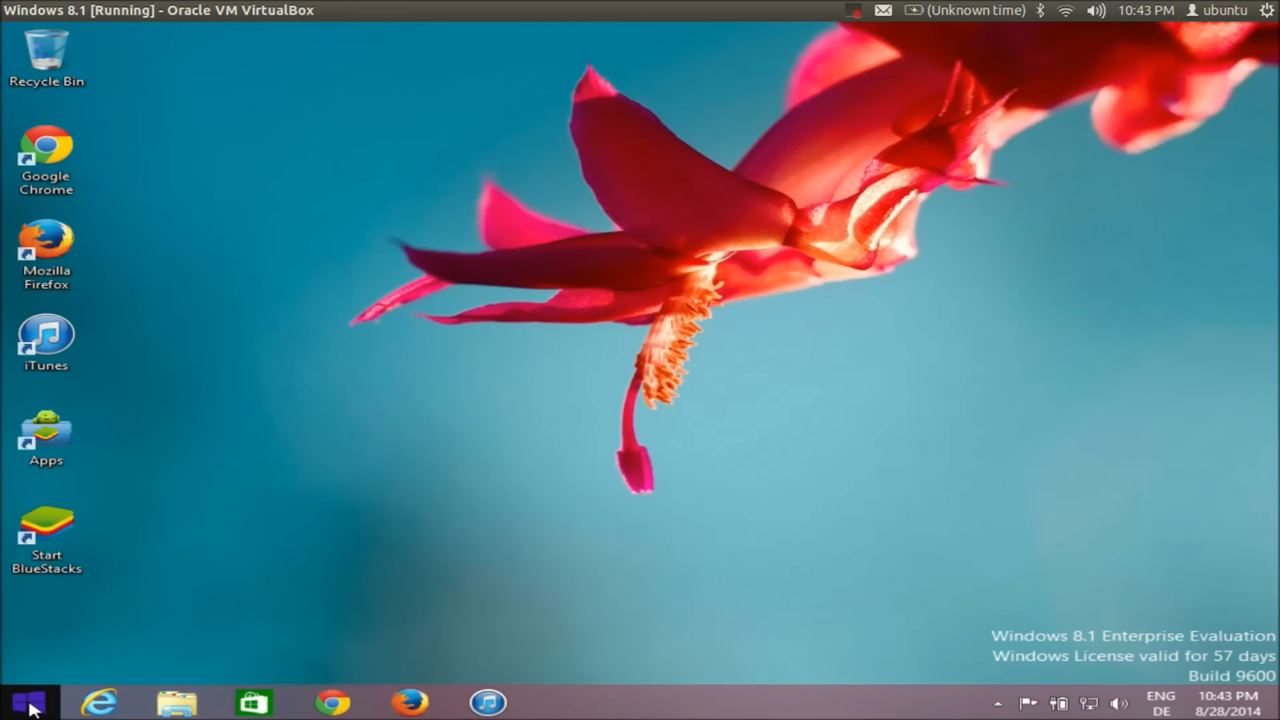 Windows 8.1 [Running] - Oracle VM VirtualBox
(Unknown time) 10:43 PM ubuntu
Recycle Bin
Google
Chrome
Mozilla
Firefox
iTunes
Apps
Start
BlueStacks
Windows 8.1 Enterprise Evaluation
Windows License valid for 57 days
Build 9600
ENG 10:43 PM
DE 8/28/2014